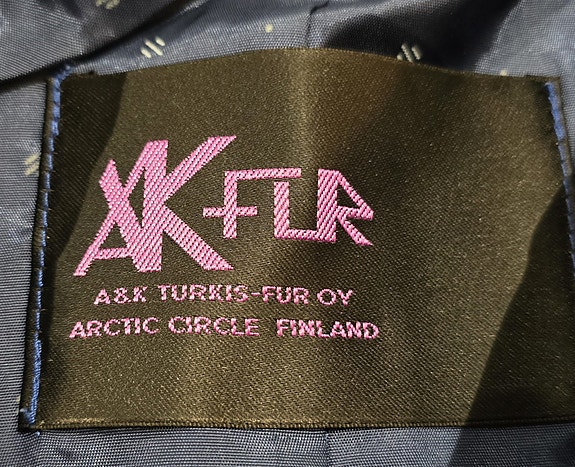 AK-FUR
A&K TURKIS-FUR OY
ARCTIC CIRCLE FINLAND